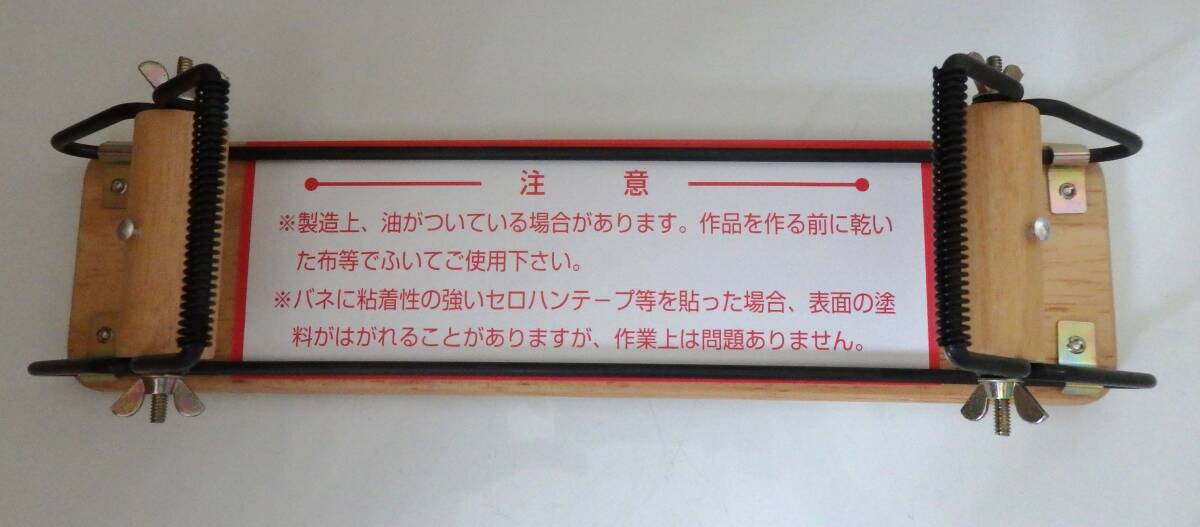 注 意
※製造上、油がついている場合があります。作品を作る前に乾い
た布等でふいてご使用下さい。
※バネに粘着性の強いセロハンテープ等を貼った場合、表面の塗
料がはがれることがありますが、作業上は問題ありません。